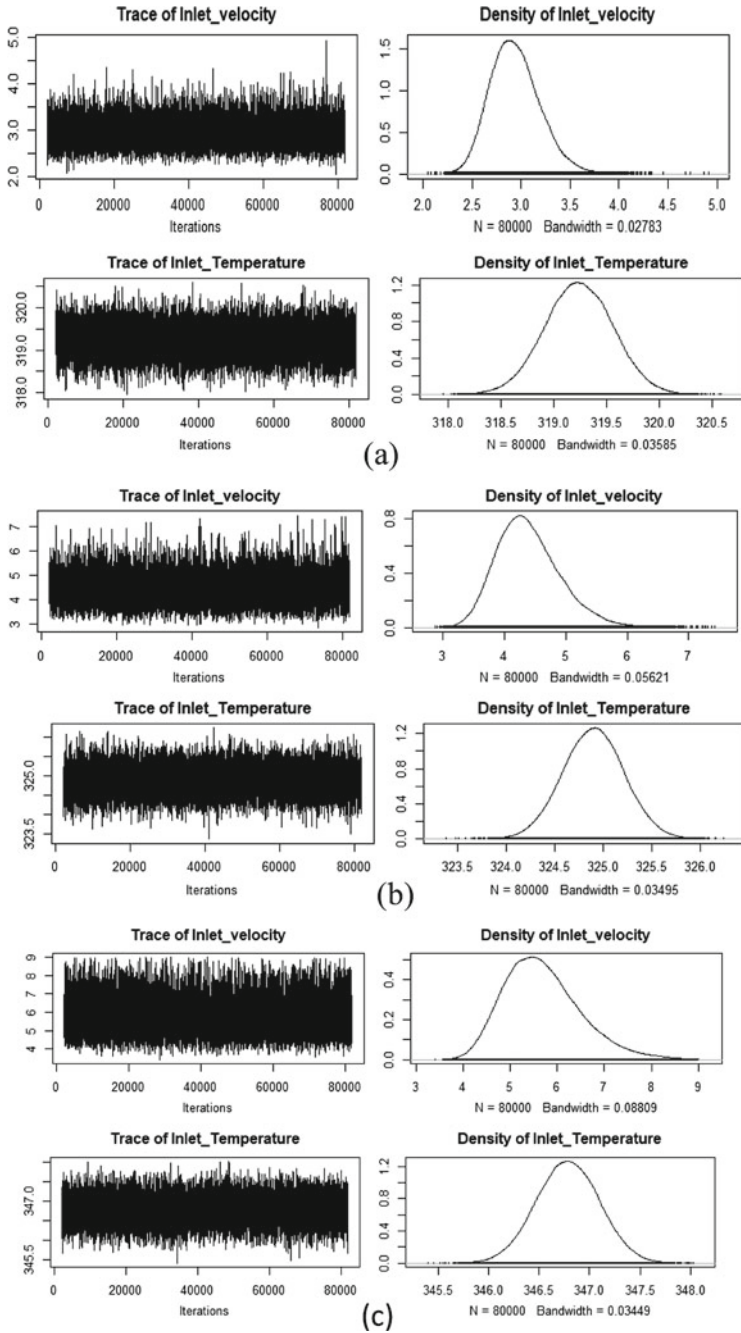 Trace of Inlet_velocity
Density of Inlet_velocity
5.0
4.0
3.0
2.0
0 20000 40000 60000 80000
Iterations
1.5
1.0
0.5
0.0
2.0 2.5 3.0 3.5 4.0 4.5 5.0
N = 80000 Bandwidth = 0.02783
Trace of Inlet_Temperature
Density of Inlet_Temperature
320.0
319.0
318.0
0 20000 40000 60000 80000
Iterations
1.2
0.8
0.4
0.0
318.0 318.5 319.0 319.5 320.0 320.5
N = 80000 Bandwidth = 0.03585
(a)
Trace of Inlet_velocity
Density of Inlet_velocity
7
6
5
4
3
0 20000 40000 60000 80000
Iterations
0.8
0.4
0.0
3 4 5 6 7
N = 80000 Bandwidth = 0.05621
Trace of Inlet_Temperature
Density of Inlet_Temperature
325.0
323.5
0 20000 40000 60000 80000
Iterations
1.2
0.8
0.4
0.0
323.5 324.0 324.5 325.0 325.5 326.0
N = 80000 Bandwidth = 0.03495
(b)
Trace of Inlet_velocity
Density of Inlet_velocity
9
8
7
6
5
4
0 20000 40000 60000 80000
Iterations
0.4
0.2
0.0
3 4 5 6 7 8 9
N = 80000 Bandwidth = 0.08809
Trace of Inlet_Temperature
Density of Inlet_Temperature
347.0
345.5
0 20000 40000 60000 80000
Iterations
1.2
0.8
0.4
0.0
345.5 346.0 346.5 347.0 347.5 348.0
N = 80000 Bandwidth = 0.03449
(c)